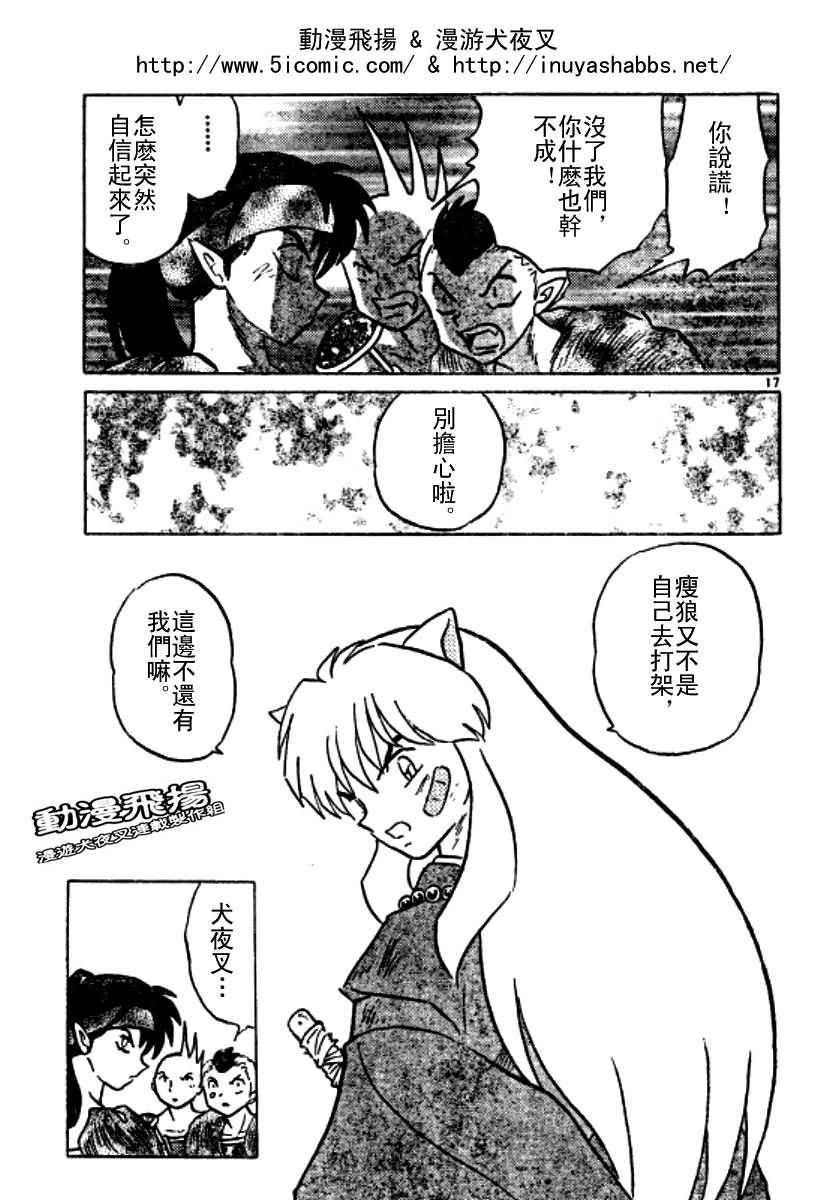 動漫飛揚 & 漫游犬夜叉
http://www.5icomic.com/ & http://inuyashabbs.net/
你說謊！
沒了我們，
你什麽也幹
不成！
……
怎麽突然
自信起來了。
17
別擔心啦。
瘦狼又不是
自己去打架，
這邊不還有
我們嘛。
動漫飛揚
漫遊犬夜叉連載製作組
犬夜叉…